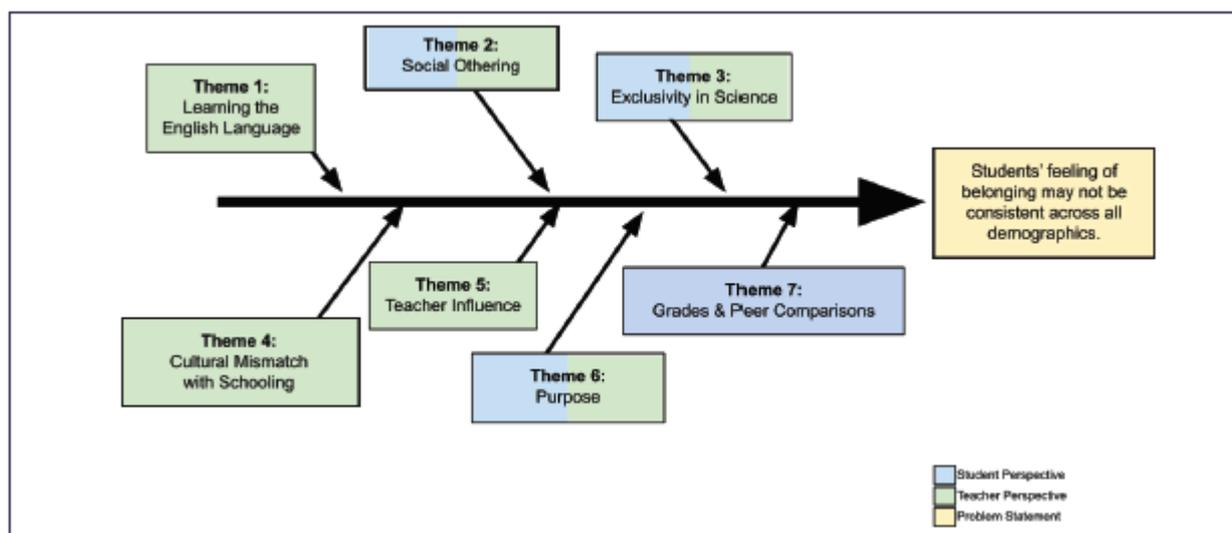 Theme 1:
Learning the
English Language
Theme 2:
Social Othering
Theme 3:
Exclusivity in Science
Students' feeling of
belonging may not be
consistent across all
demographics.
Theme 4:
Cultural Mismatch
with Schooling
Theme 5:
Teacher Influence
Theme 6:
Purpose
Theme 7:
Grades & Peer Comparisons
Student Perspective
Teacher Perspective
Problem Statement